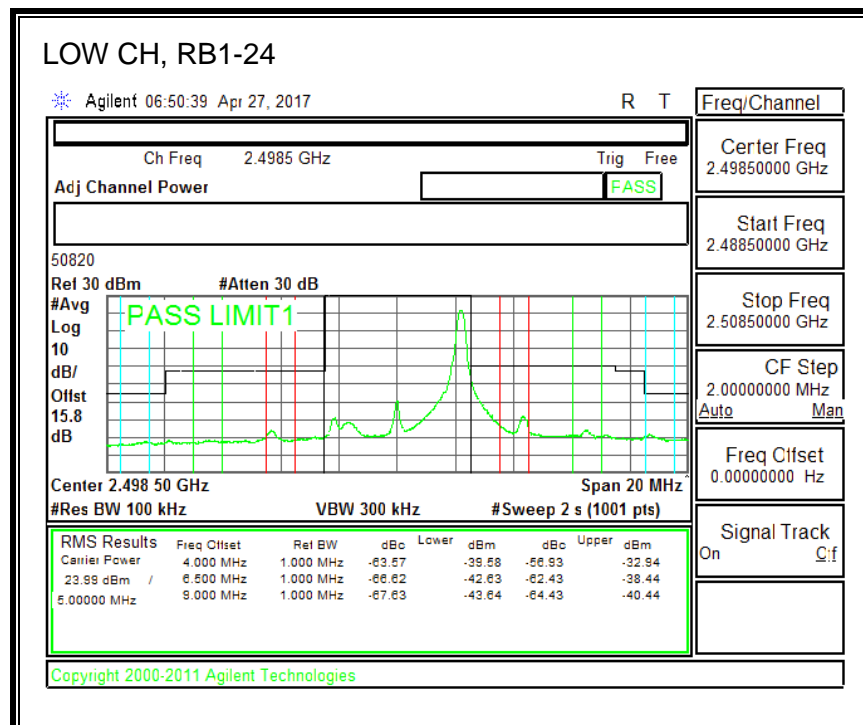 LOW CH, RB1-24
Agilent 06:50:39 Apr 27, 2017 R T
Freq/Channel
Ch Freq 2.4985 GHz Trig Free
Adj Channel Power PASS
Center Freq
2.49850000 GHz
Start Freq
2.48850000 GHz
Stop Freq
2.50850000 GHz
CF Step
2.00000000 MHz
Auto Man
Freq Offset
0.00000000 Hz
Signal Track
On Off
50820
Ref 30 dBm #Atten 30 dB
#Avg
Log
10
dB/
Offst
15.8
dB
PASS LIMIT1
Center 2.498 50 GHz Span 20 MHz
#Res BW 100 kHz VBW 300 kHz #Sweep 2 s (1001 pts)
RMS Results Freq Offset Ref BW dBc Lower dBm dBc Upper dBm
Carrier Power 4.000 MHz 1.000 MHz -63.57 -39.58 -56.93 -32.94
23.99 dBm / 6.500 MHz 1.000 MHz -66.62 -42.63 -62.43 -38.44
5.00000 MHz 9.000 MHz 1.000 MHz -67.63 -43.64 -64.43 -40.44
Copyright 2000-2011 Agilent Technologies